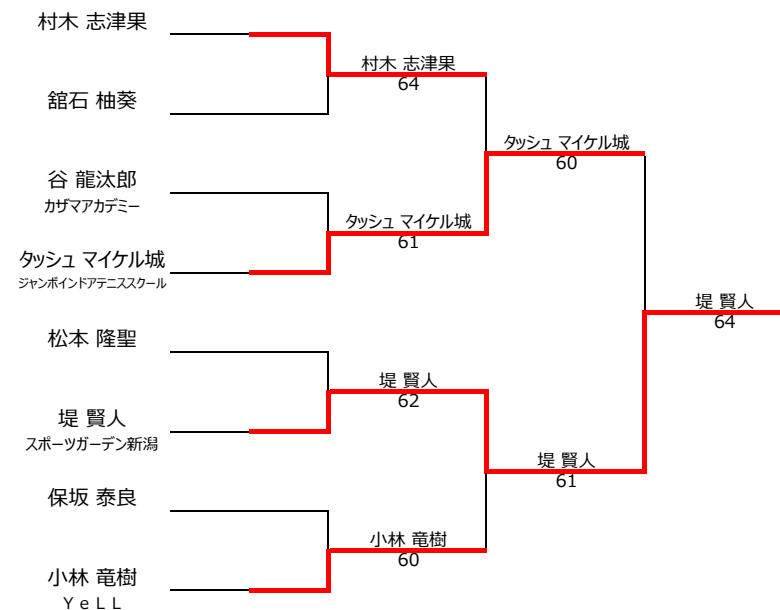 村木 志津果
舘石 柚葵
谷 龍汰郎
カザマアカデミー
タッシュ マイケル城
ジャンボインドアテニススクール
松本 隆聖
堤 賢人
スポーツガーデン新潟
保坂 泰良
小林 竜樹
ＹｅＬＬ
村木 志津果
64
タッシュ マイケル城
61
堤 賢人
62
小林 竜樹
60
タッシュ マイケル城
60
堤 賢人
61
堤 賢人
64